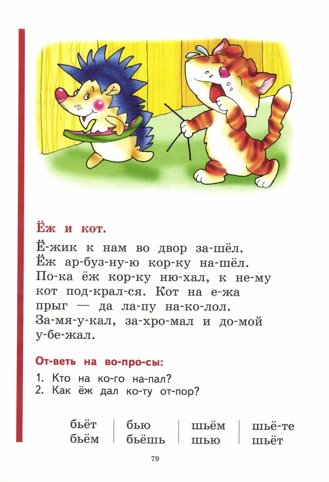 Ёж и кот.
Ё-жик к нам во двор за-шёл.
Ёж ар-буз-ну-ю кор-ку на-шёл.
По-ка ёж кор-ку ню-хал, к не-му
кот под-крал-ся. Кот на е-жа
прыг — да ла-пу на-ко-лол.
За-мя-у-кал, за-хро-мал и до-мой
у-бе-жал.
От-веть на во-про-сы:
1. Кто на ко-го на-пал?
2. Как ёж дал ко-ту от-пор?
бьёт бью шьём шьё-те
бьём бьёшь шью шьёт
79